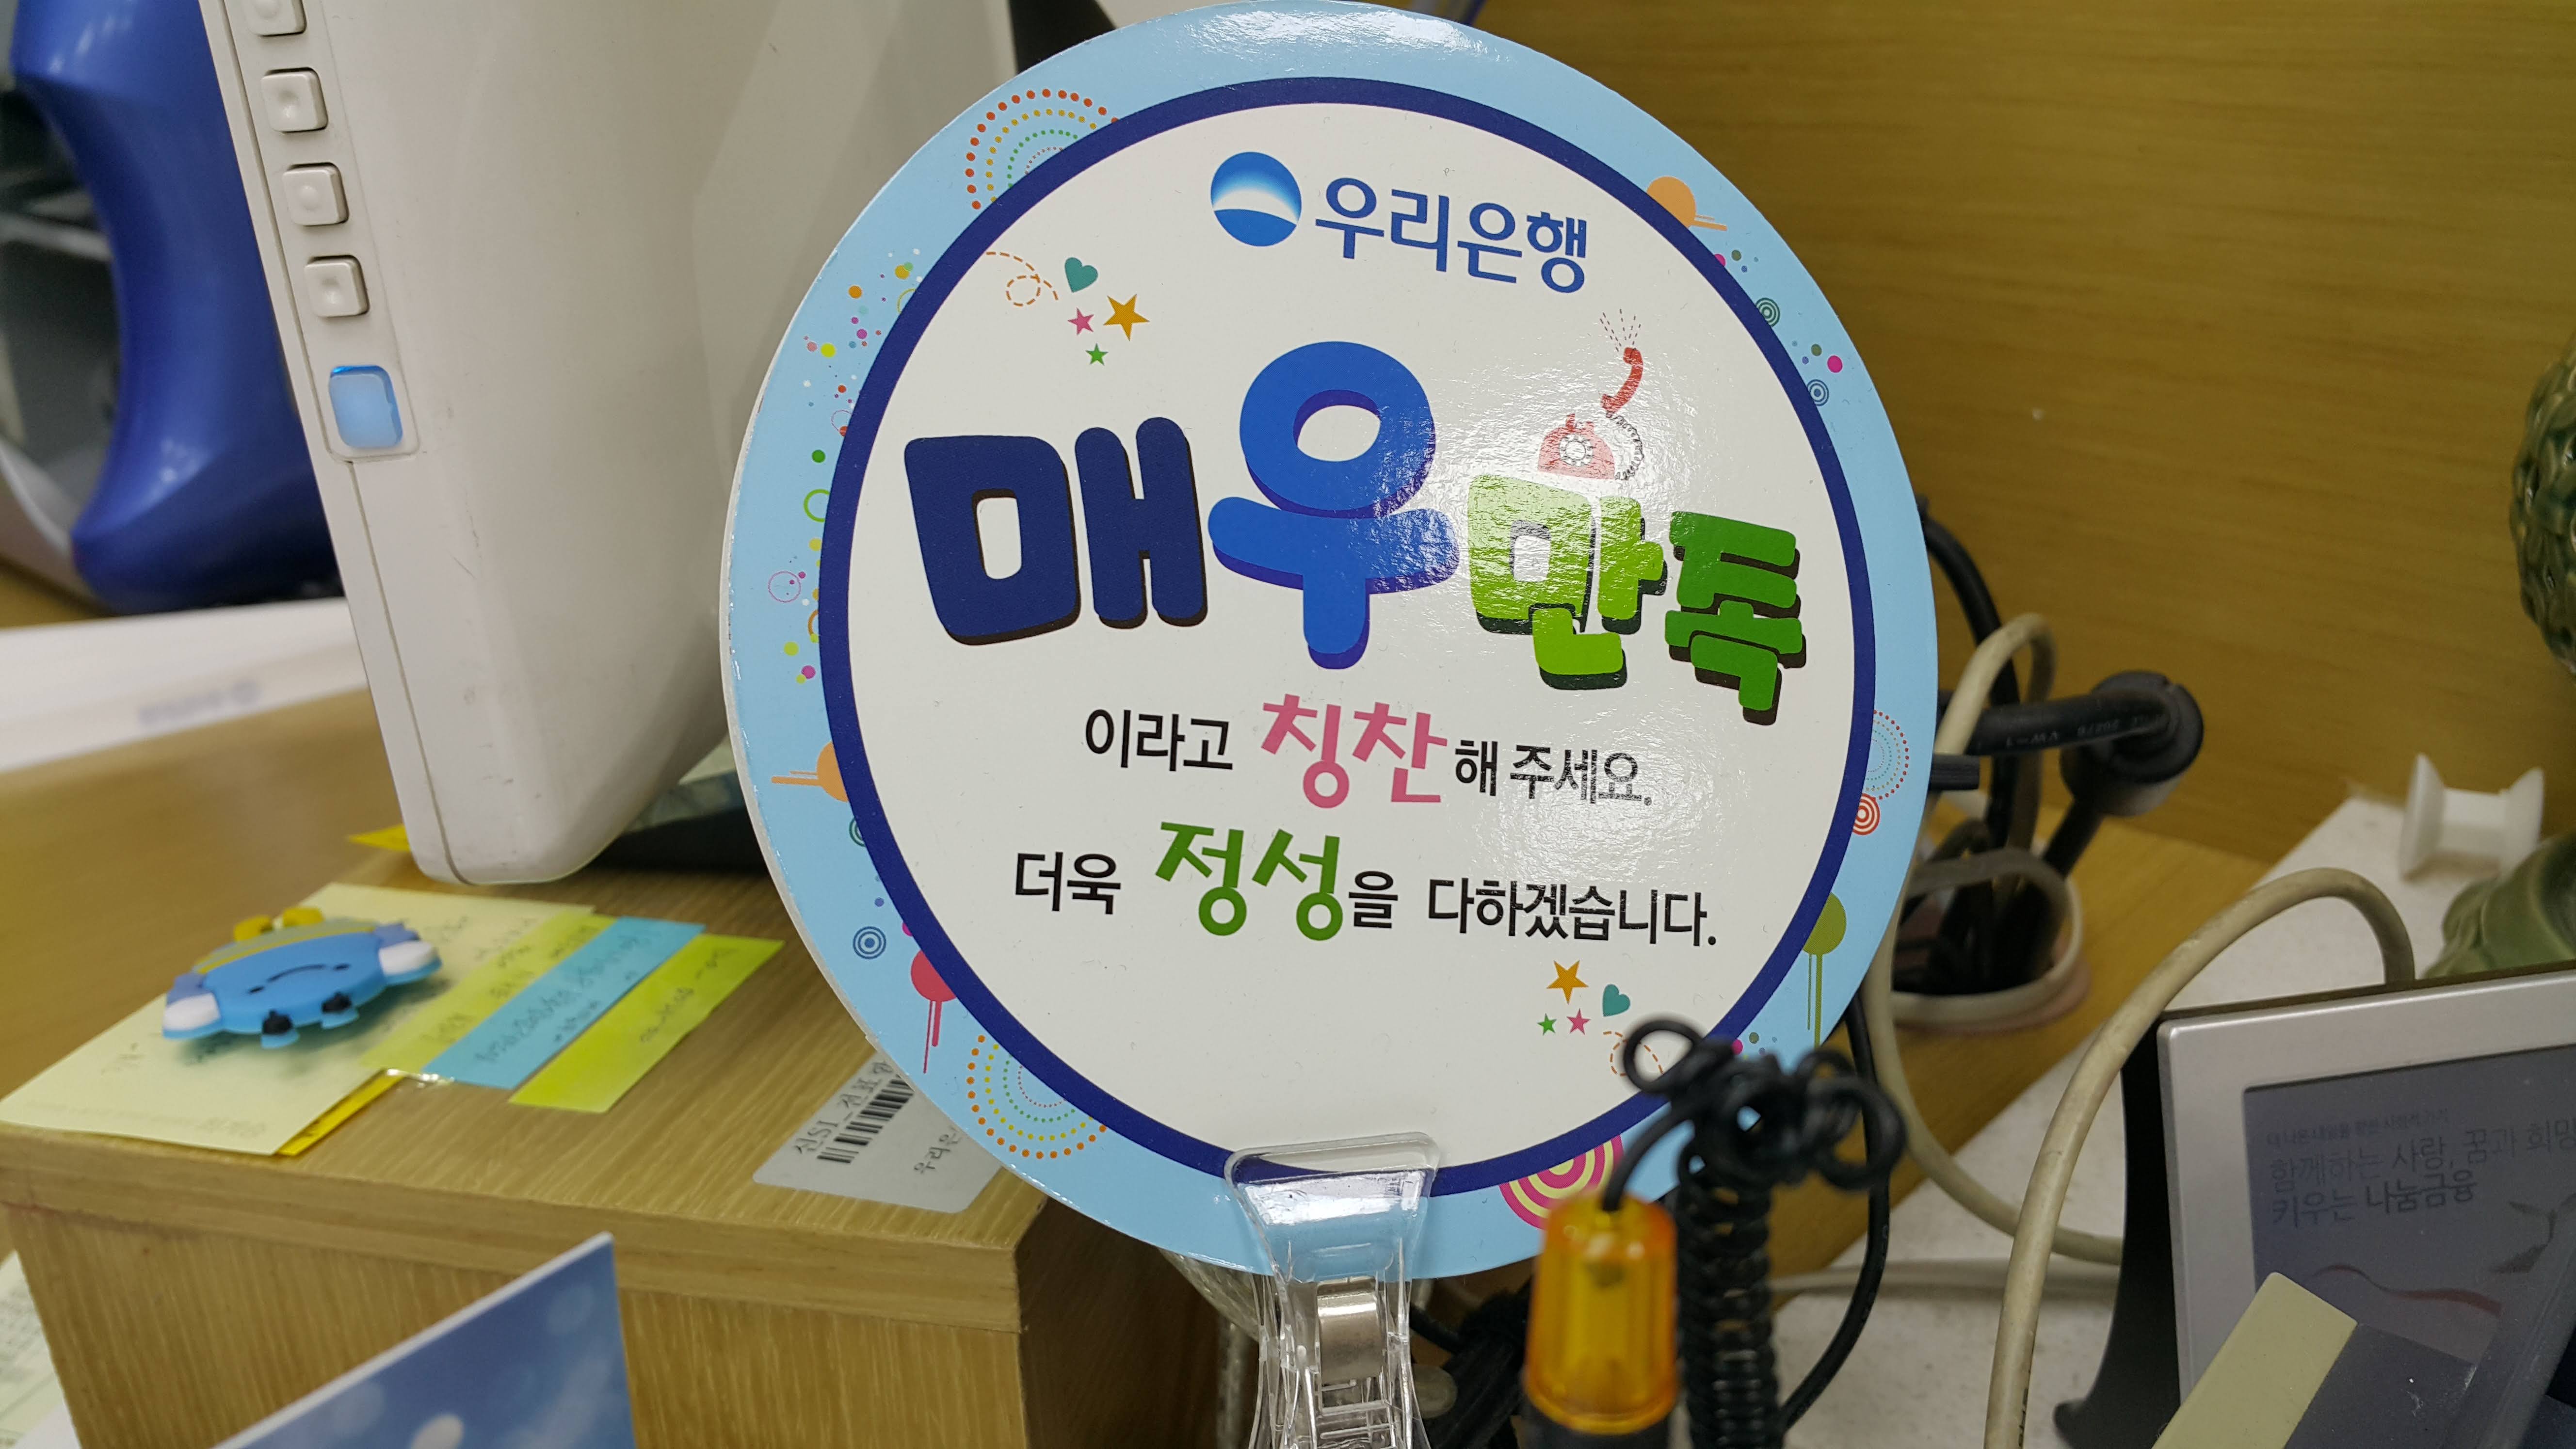 우리은행
매우만족
이라고 칭찬해 주세요.
더욱 정성을 다하겠습니다.
함께하는 사랑, 꿈과
키우는 나눔금융